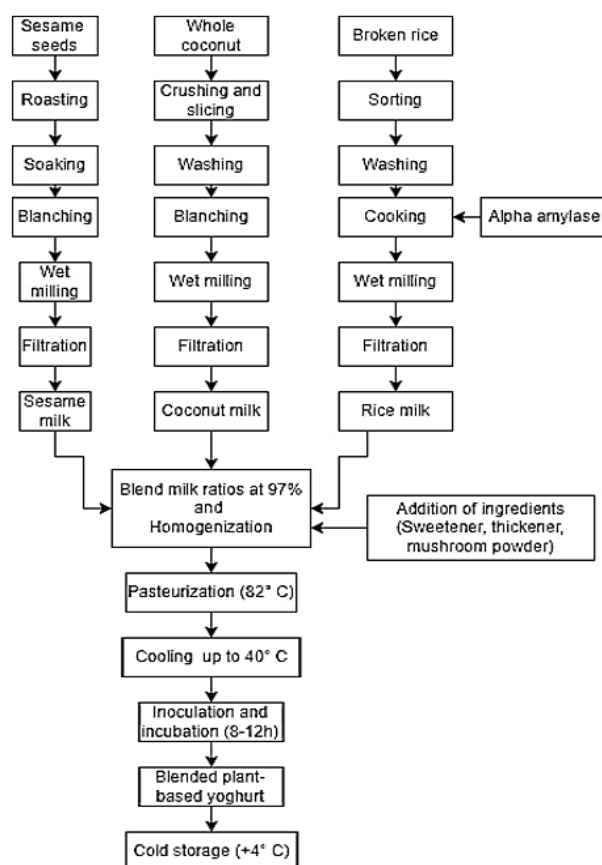 Sesame
seeds
Whole
coconut
Broken rice
Roasting
Crushing and
slicing
Sorting
Soaking
Washing
Washing
Blanching
Blanching
Cooking
Alpha amylase
Wet
milling
Wet milling
Wet milling
Filtration
Filtration
Filtration
Sesame
milk
Coconut milk
Rice milk
Blend milk ratios at 97%
and
Homogenization
Addition of ingredients
(Sweetener, thickener,
mushroom powder)
Pasteurization (82° C)
Cooling up to 40° C
Inoculation and
incubation (8-12h)
Blended plant-
based yoghurt
Cold storage (+4° C)